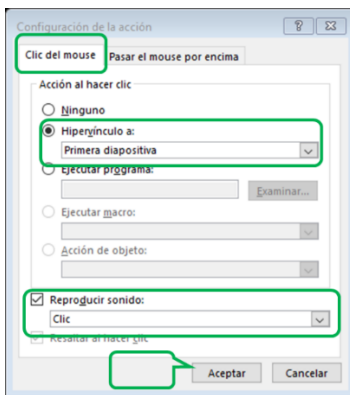 Configuración de la acción
Clic del mouse Pasar el mouse por encima
Acción al hacer clic
Ninguno
Hipervínculo a:
Primera diapositiva
Ejecutar programa:
Examinar...
Ejecutar macro:
Acción de objeto:
Reproducir sonido:
Clic
Resaltar al hacer clic
Aceptar Cancelar